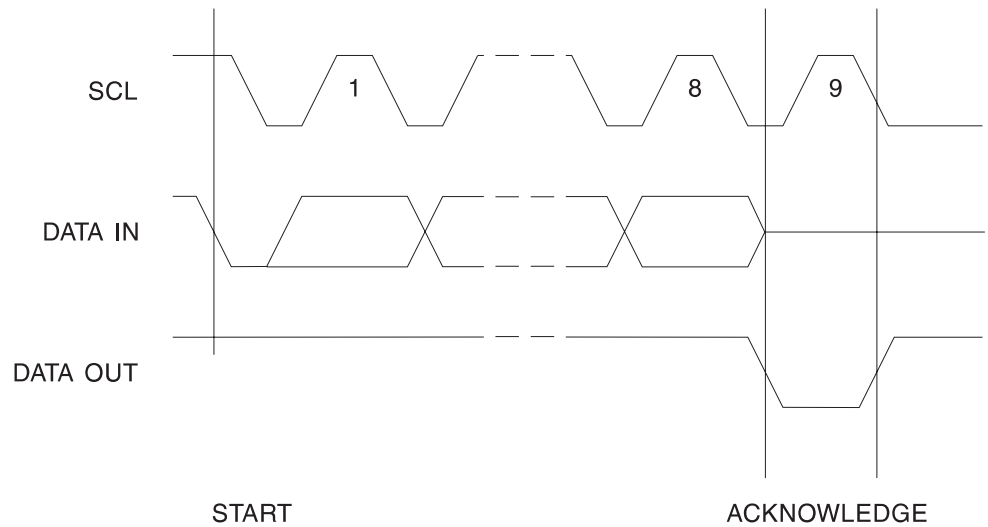 SCL
1
8
9
DATA IN
DATA OUT
START
ACKNOWLEDGE